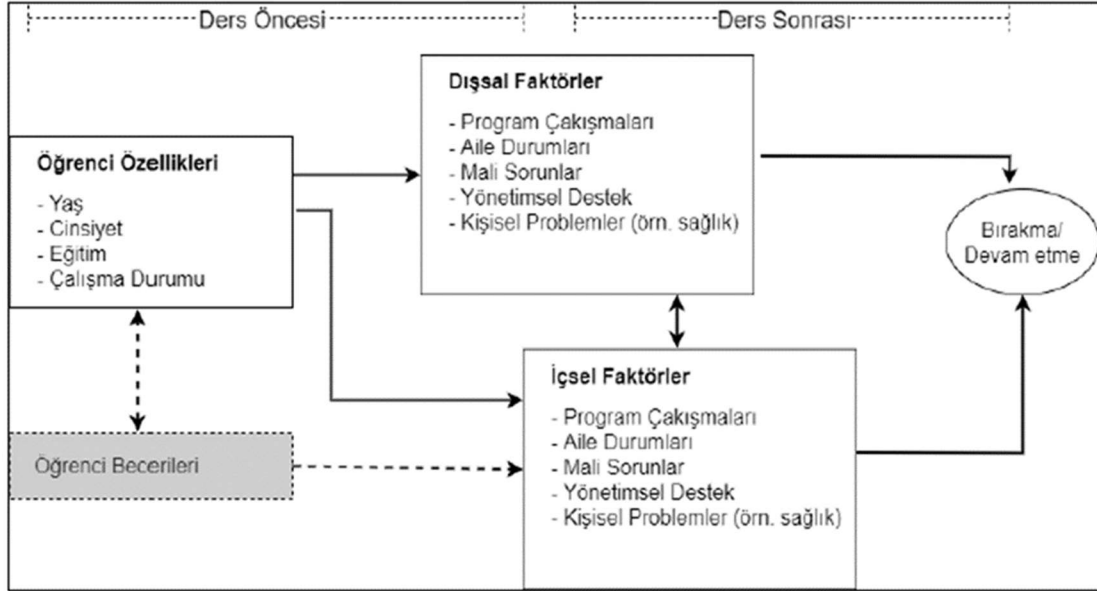 Ders Öncesi
Ders Sonrası
Dışsal Faktörler
- Program Çakışmaları
- Aile Durumları
- Mali Sorunlar
- Yönetimsel Destek
- Kişisel Problemler (örn. sağlık)
Öğrenci Özellikleri
- Yaş
- Cinsiyet
- Eğitim
- Çalışma Durumu
Bırakma/
Devam etme
İçsel Faktörler
- Program Çakışmaları
- Aile Durumları
- Mali Sorunlar
- Yönetimsel Destek
- Kişisel Problemler (örn. sağlık)
Öğrenci Becerileri